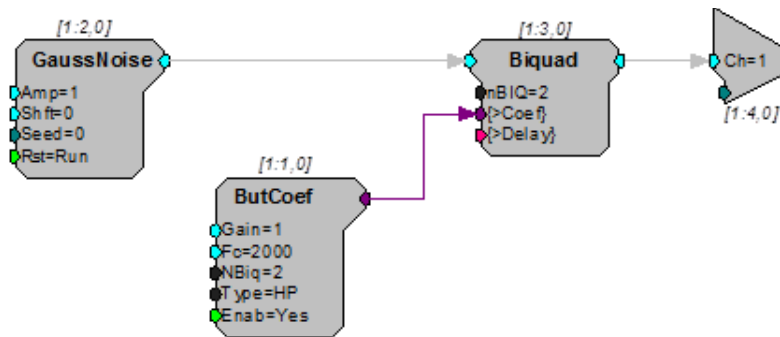 [1:2,0]
GaussNoise
Amp=1
Shft=0
Seed=0
Rst=Run
[1:3,0]
Biquad
nBIQ=2
{>Coef}
{>Delay}
Ch=1
[1:4,0]
[1:1,0]
ButCoef
Gain=1
Fc=2000
NBiq=2
Type=HP
Enab=Yes